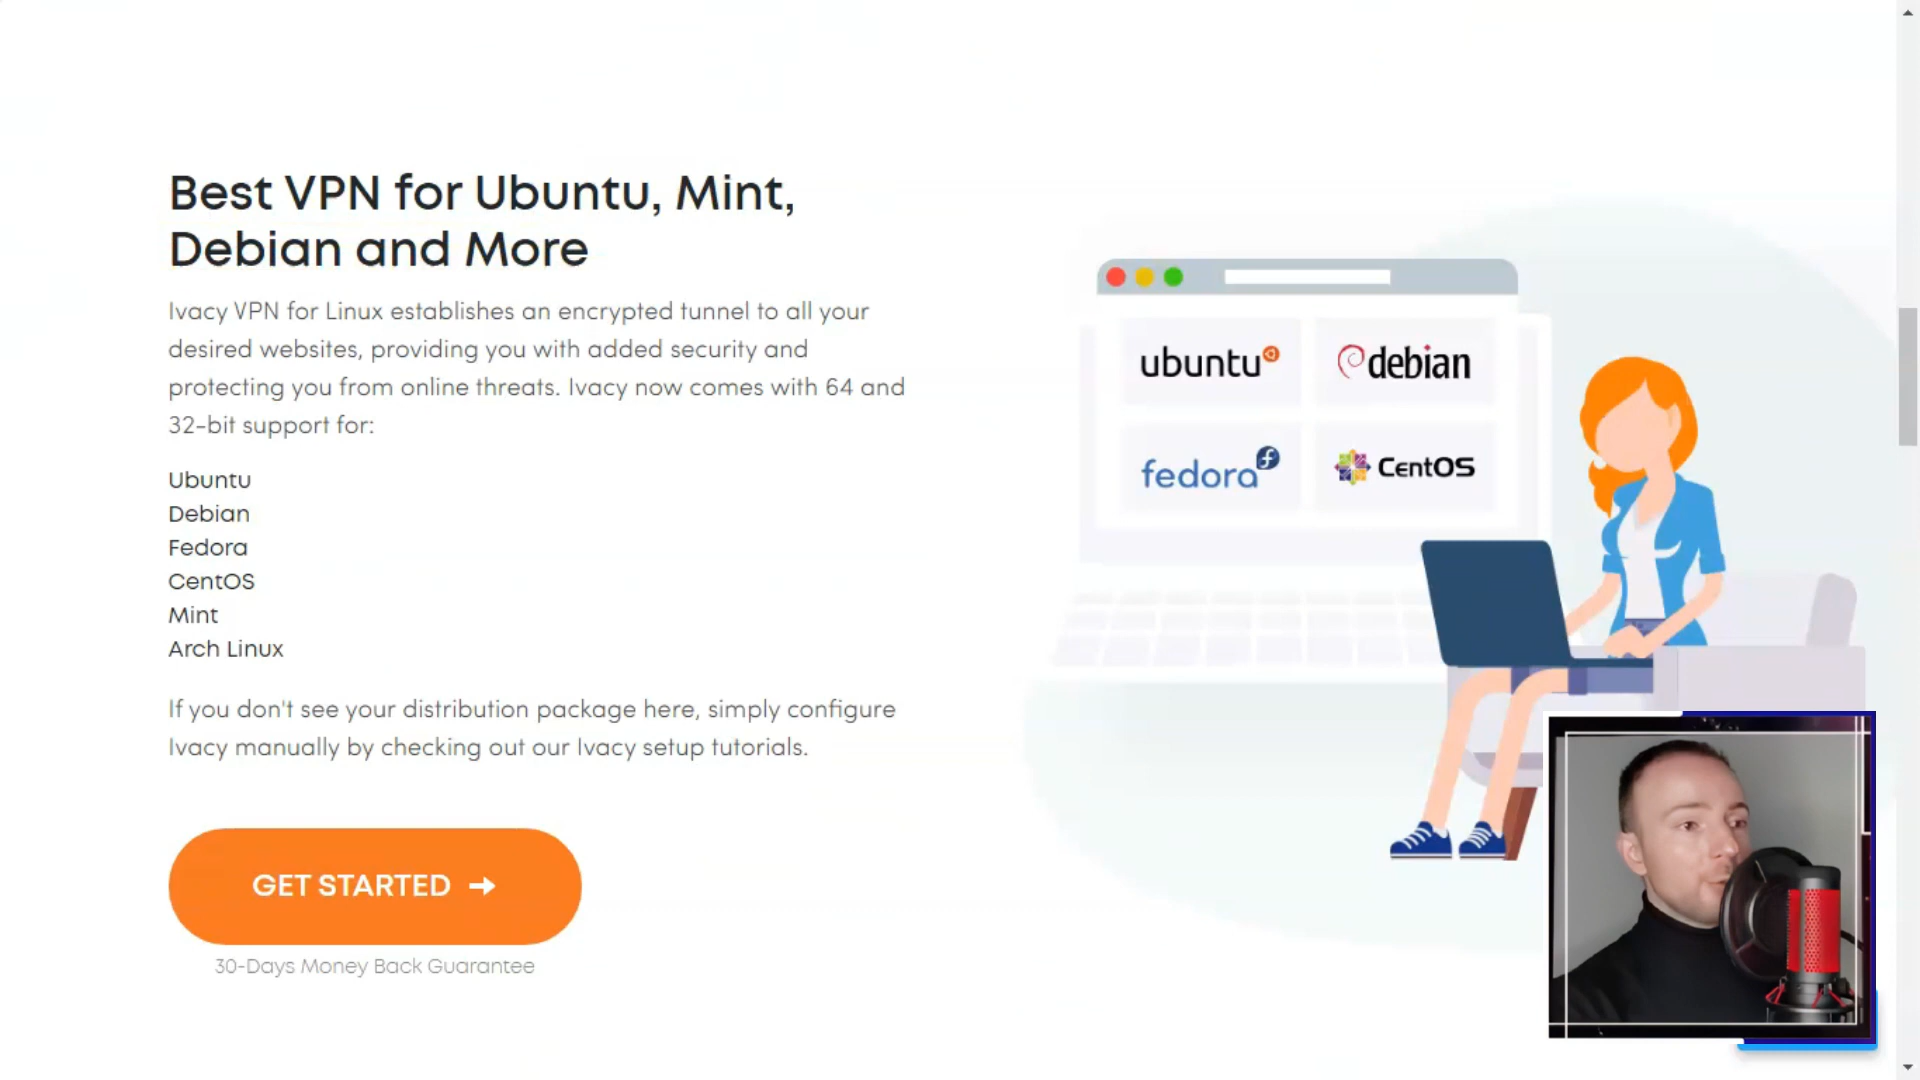 Best VPN for Ubuntu, Mint,
Debian and More
Ivacy VPN for Linux establishes an encrypted tunnel to all your
desired websites, providing you with added security and
protecting you from online threats. Ivacy now comes with 64 and
32-bit support for:
Ubuntu
Debian
Fedora
CentOS
Mint
Arch Linux
If you don't see your distribution package here, simply configure
Ivacy manually by checking out our Ivacy setup tutorials.
GET STARTED
30-Days Money Back Guarantee
ubuntu
debian
fedora
CentOS